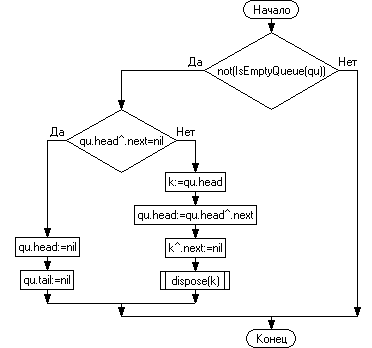 Начало
Да
not(IsEmptyQueue(qu))
Нет
Да
qu.head^.next=nil
Нет
k:=qu.head
qu.head:=qu.head^.next
qu.head:=nil
k^.next:=nil
qu.tail:=nil
dispose(k)
Конец